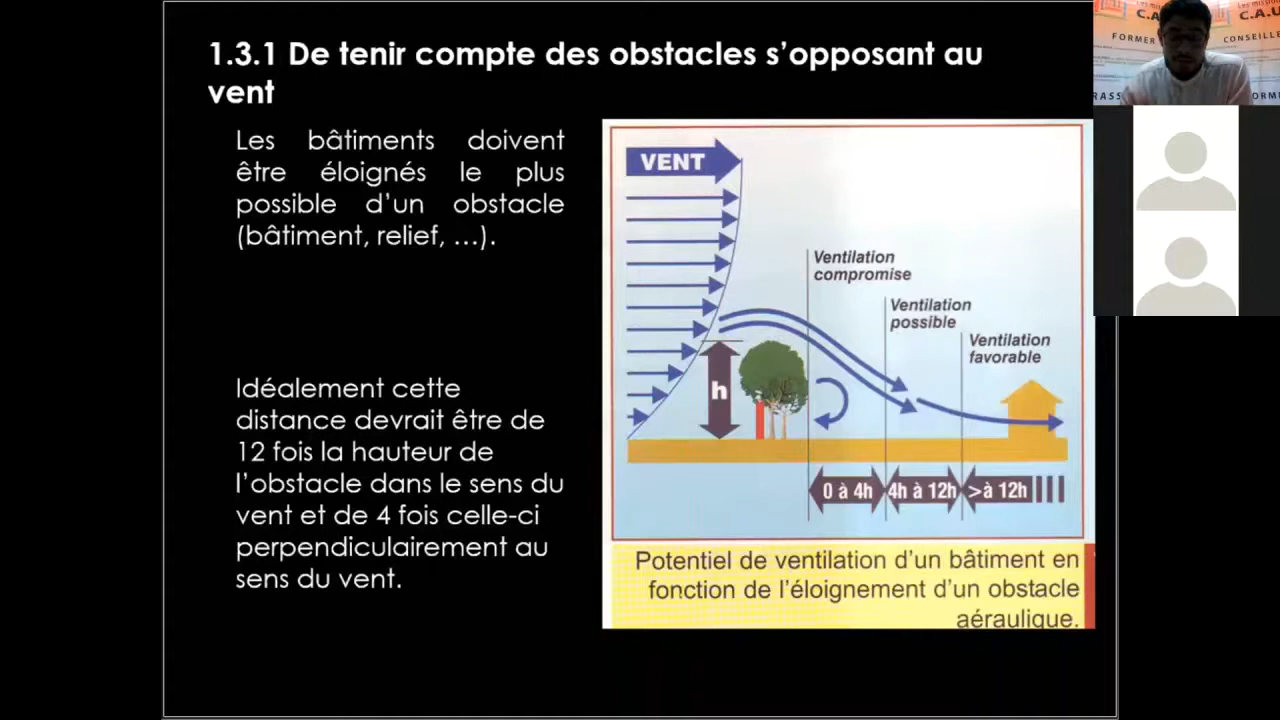 1.3.1 De tenir compte des obstacles s’opposant au
vent
Les bâtiments doivent
être éloignés le plus
possible d’un obstacle
(bâtiment, relief, …).
Idéalement cette
distance devrait être de
12 fois la hauteur de
l’obstacle dans le sens du
vent et de 4 fois celle-ci
perpendiculairement au
sens du vent.
VENT
Ventilation
compromise
Ventilation
possible
Ventilation
favorable
h
0 à 4h
4h à 12h
>à 12h
Potentiel de ventilation d’un bâtiment en
fonction de l’éloignement d’un obstacle
aéraulique.
C.A.U
FORMER
CONSEILLE